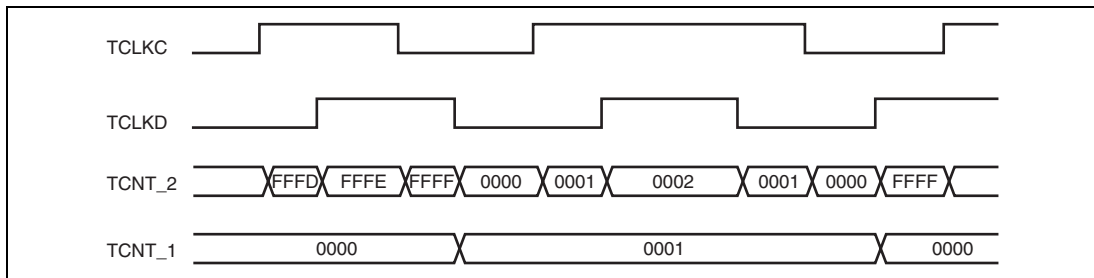 TCLKC
TCLKD
TCNT_2 FFFD FFFE FFFF 0000 0001 0002 0001 0000 FFFF
TCNT_1 0000 0001 0000